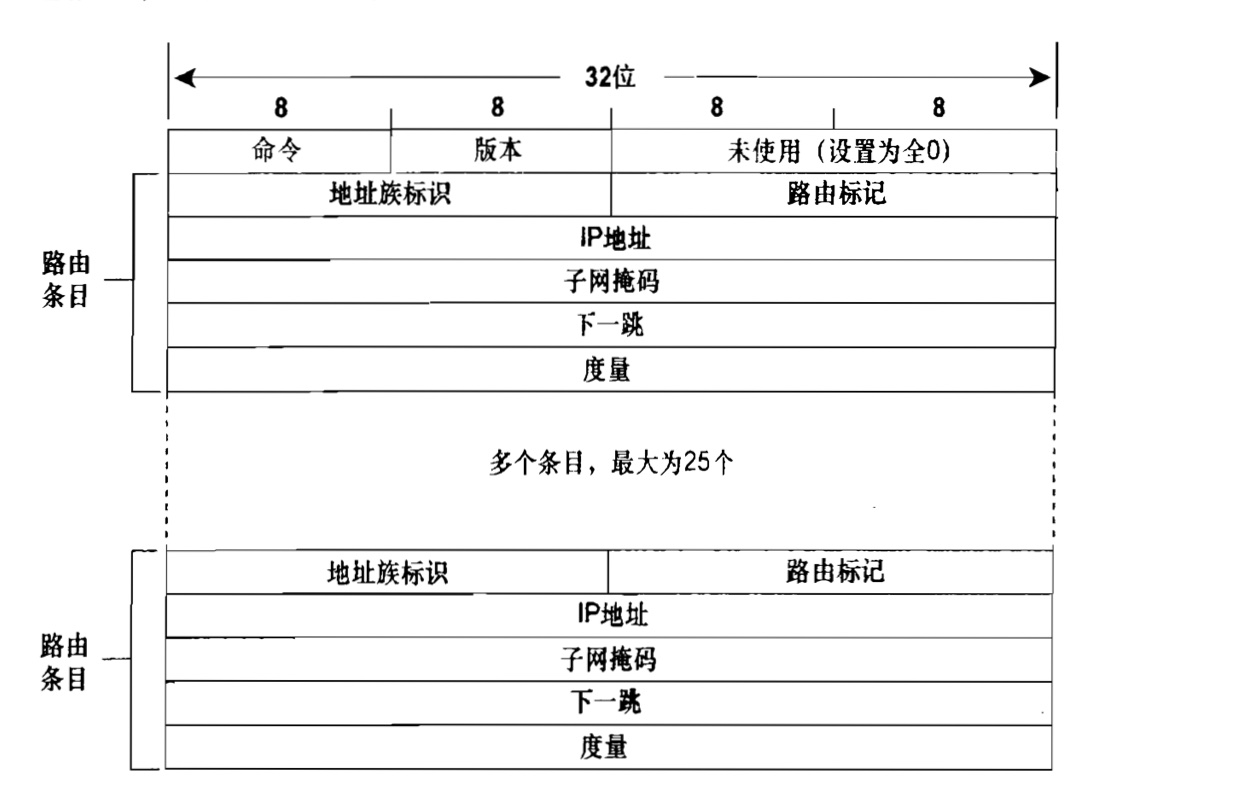 32位
8 8 8 8
命令 版本 未使用（设置为全0）
地址族标识 路由标记
IP地址
路由
条目
子网掩码
下一跳
度量
多个条目，最大为25个
地址族标识 路由标记
IP地址
路由
条目
子网掩码
下一跳
度量